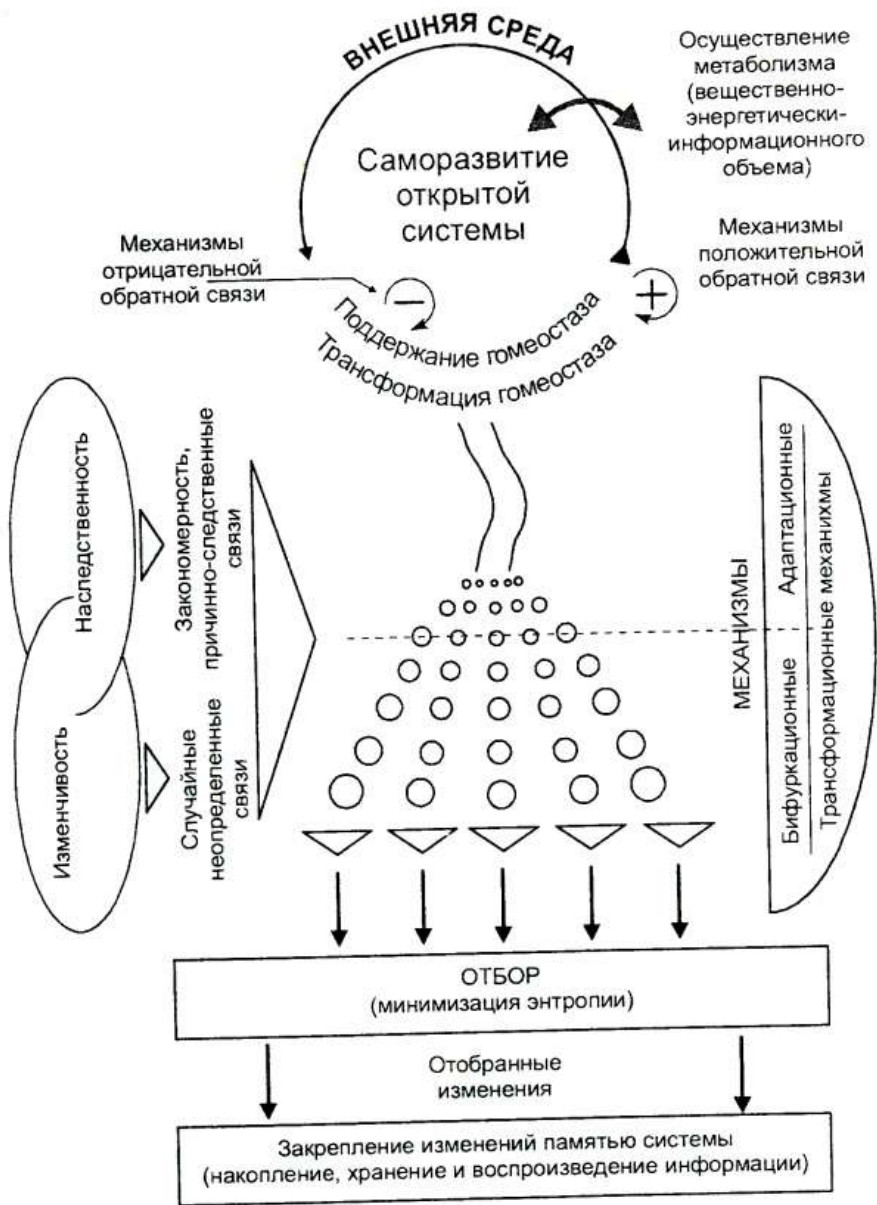 ВНЕШНЯЯ СРЕДА
Осуществление
метаболизма
(вещественно-
энергетически-
информационного
объема)
Саморазвитие
открытой
системы
Механизмы
отрицательной
обратной связи
Механизмы
положительной
обратной связи
−
+
Поддержание гомеостаза
Трансформация гомеостаза
Наследственность
Изменчивость
Закономерность,
причинно-следственные
связи
Случайные
неопределенные
связи
МЕХАНИЗМЫ
Адаптационные
Бифуркационные
Трансформационные механихмы
ОТБОР
(минимизация энтропии)
Отобранные
изменения
Закрепление изменений памятью системы
(накопление, хранение и воспроизведение информации)